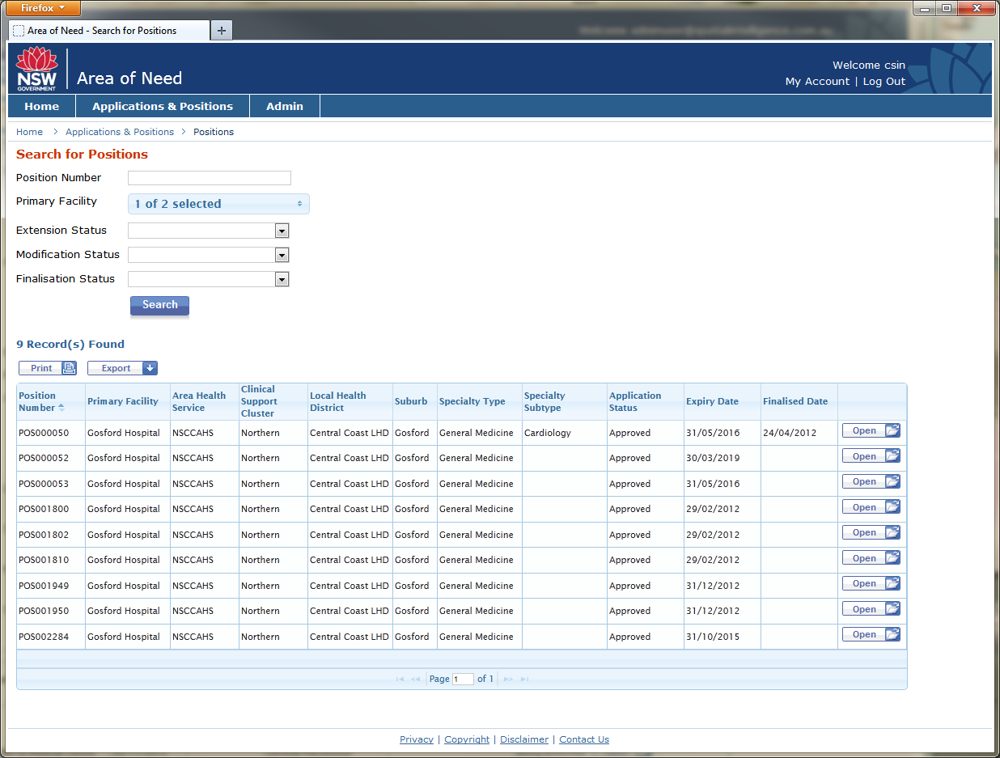 Firefox
Area of Need - Search for Positions
NSW
GOVERNMENT
Area of Need
Welcome csin
My Account | Log Out
Home Applications & Positions Admin
Home > Applications & Positions > Positions
Search for Positions
Position Number
Primary Facility 1 of 2 selected
Extension Status
Modification Status
Finalisation Status
Search
9 Record(s) Found
Print Export
Position Number Primary Facility Area Health Service Clinical Support Cluster Local Health District Suburb Specialty Type Specialty Subtype Application Status Expiry Date Finalised Date
POS000050 Gosford Hospital NSCCAHS Northern Central Coast LHD Gosford General Medicine Cardiology Approved 31/05/2016 24/04/2012 Open
POS000052 Gosford Hospital NSCCAHS Northern Central Coast LHD Gosford General Medicine Approved 30/03/2019 Open
POS000053 Gosford Hospital NSCCAHS Northern Central Coast LHD Gosford General Medicine Approved 31/05/2016 Open
POS001800 Gosford Hospital NSCCAHS Northern Central Coast LHD Gosford General Medicine Approved 29/02/2012 Open
POS001802 Gosford Hospital NSCCAHS Northern Central Coast LHD Gosford General Medicine Approved 29/02/2012 Open
POS001810 Gosford Hospital NSCCAHS Northern Central Coast LHD Gosford General Medicine Approved 29/02/2012 Open
POS001949 Gosford Hospital NSCCAHS Northern Central Coast LHD Gosford General Medicine Approved 31/12/2012 Open
POS001950 Gosford Hospital NSCCAHS Northern Central Coast LHD Gosford General Medicine Approved 31/12/2012 Open
POS002284 Gosford Hospital NSCCAHS Northern Central Coast LHD Gosford General Medicine Approved 31/10/2015 Open
Page 1 of 1
Privacy | Copyright | Disclaimer | Contact Us